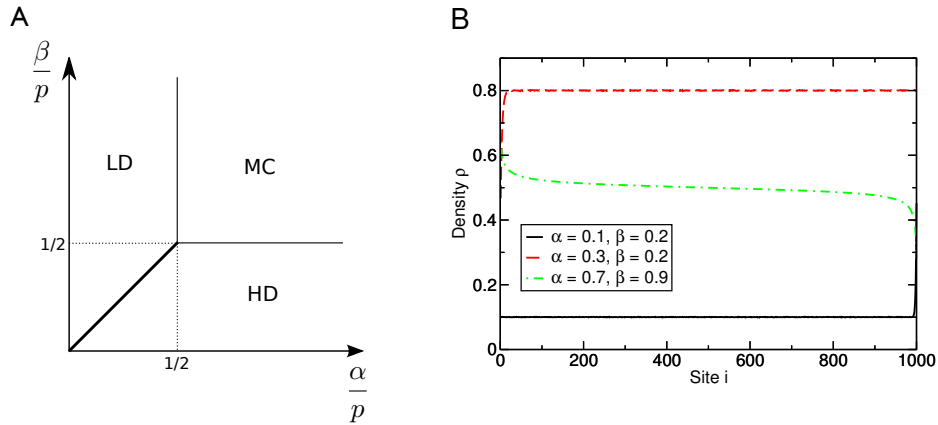 A
β/p
LD
MC
1/2
HD
1/2
α/p
B
Density ρ
0.8
0.6
0.4
0.2
0
α = 0.1, β = 0.2
α = 0.3, β = 0.2
α = 0.7, β = 0.9
0 200 400 600 800 1000
Site i